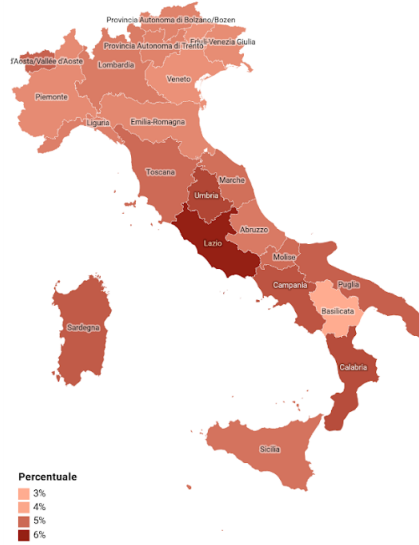 Provincia Autonoma di Bolzano/Bozen
Provincia Autonoma di Trento
Friuli-Venezia Giulia
d'Aosta/Vallée d'Aoste
Lombardia
Veneto
Piemonte
Liguria
Emilia-Romagna
Toscana
Marche
Umbria
Lazio
Abruzzo
Molise
Campania
Puglia
Basilicata
Sardegna
Calabria
Sicilia
Percentuale
3%
4%
5%
6%